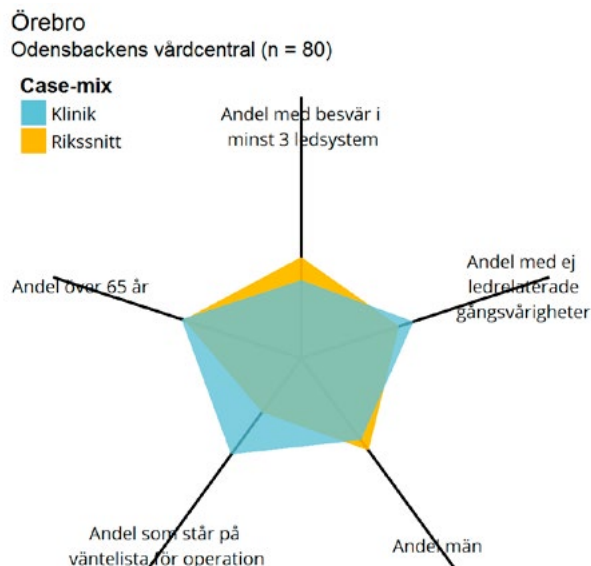 Örebro
Odensbackens vårdcentral (n = 80)
Case-mix
Klinik
Rikssnitt
Andel med besvär i
minst 3 ledsystem
Andel över 65 år
Andel med ej
ledrelaterade
gångsvårigheter
Andel som står på
väntelista för operation
Andel män